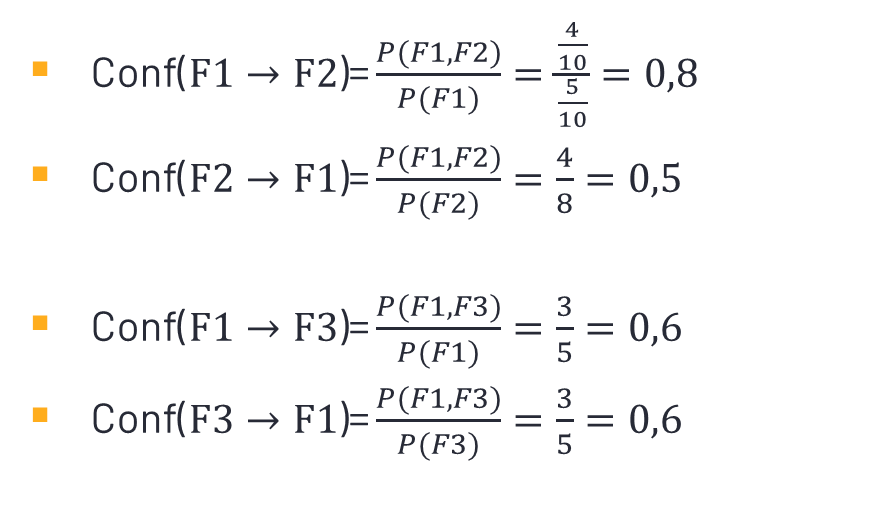 ▪ Conf(F1 → F2)= P(F1,F2)/P(F1) = (4/10)/(5/10) = 0,8
▪ Conf(F2 → F1)= P(F1,F2)/P(F2) = 4/8 = 0,5
▪ Conf(F1 → F3)= P(F1,F3)/P(F1) = 3/5 = 0,6
▪ Conf(F3 → F1)= P(F1,F3)/P(F3) = 3/5 = 0,6